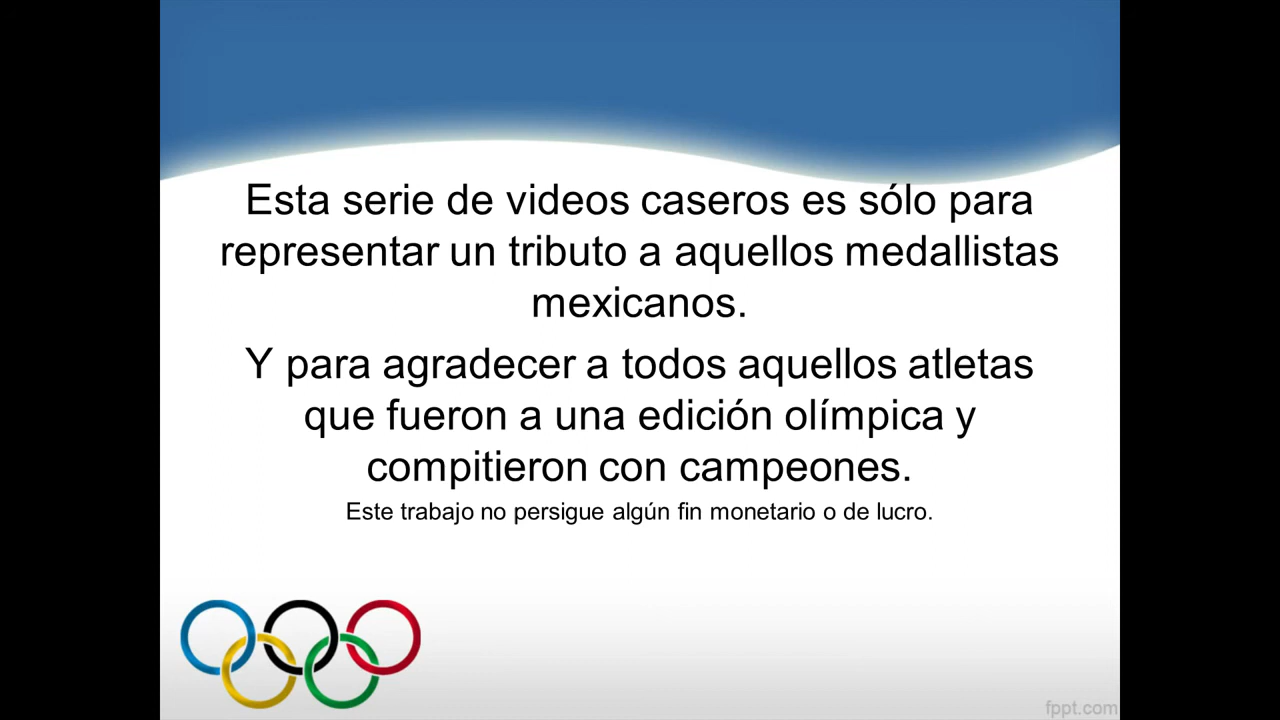 Esta serie de videos caseros es sólo para
representar un tributo a aquellos medallistas
mexicanos.
Y para agradecer a todos aquellos atletas
que fueron a una edición olímpica y
compitieron con campeones.
Este trabajo no persigue algún fin monetario o de lucro.
fppt.com